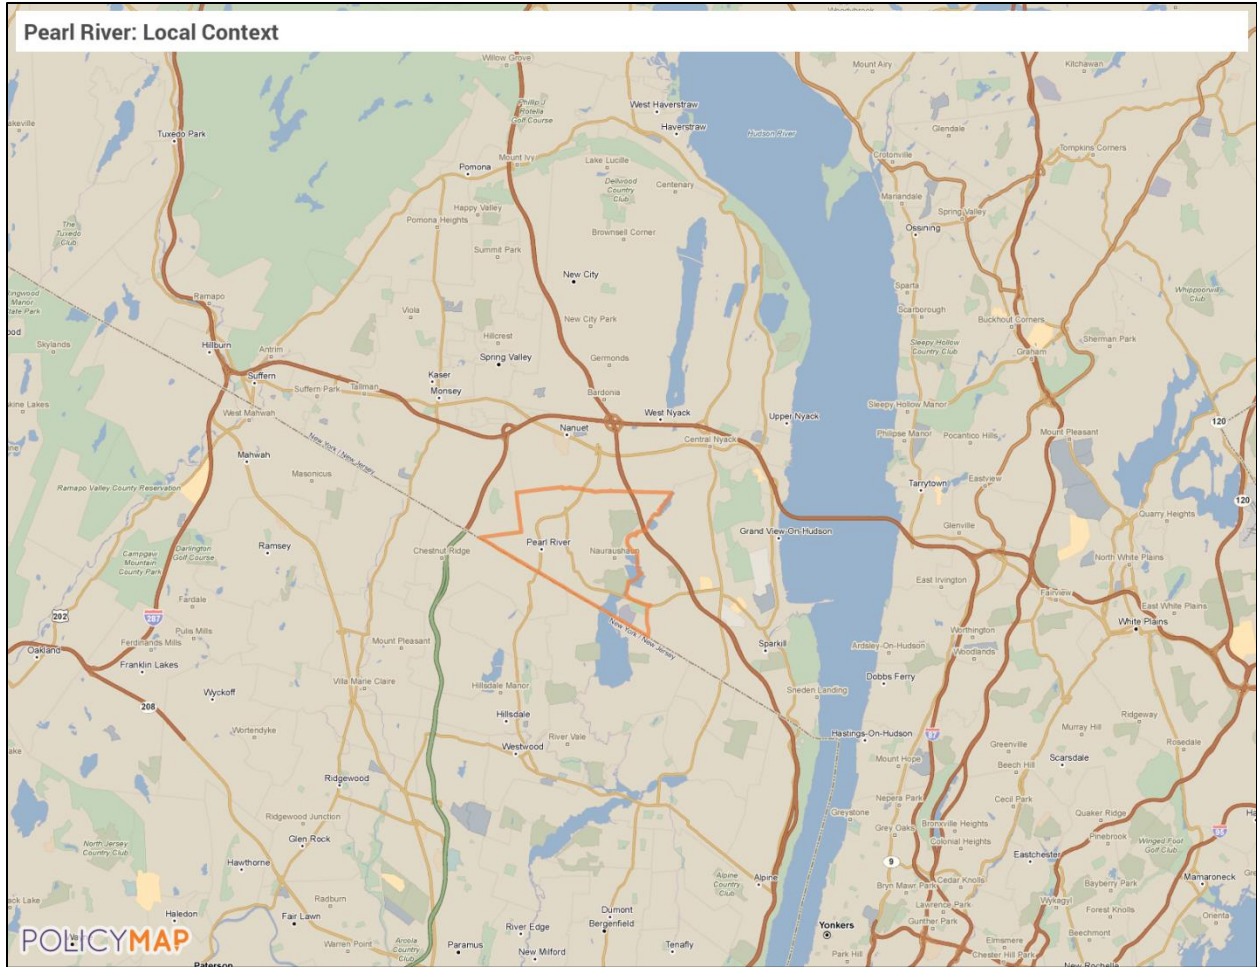 Pearl River: Local Context
Willow Grove
Mount Airy
Kitchawan
Phillip J
Rotella
Golf Course
West Haverstraw
Haverstraw
Hudson River
Glendale
Tuxedo Park
Tompkins Corners
Crotonville
Mount Ivy
Lake Lucille
Pomona
Dellwood
Country
Club
Centenary
Mariandale
Happy Valley
Pomona Heights
Spring Valley
The
Tuxedo
Club
Brownsell Corner
Ossining
Summit Park
New City
Sparta
Scarborough
Whippoorwill
Club
Ramapo
Viola
New City Park
Buckhout Corners
Skylands
Hillburn
Antrim
Hillcrest
Spring Valley
Germonds
Sleepy Hollow
Country Club
Graham
Sherman Park
Suffern
Kaser
Monsey
Suffern Park
Tallman
Bardonia
Sleepy Hollow Manor
West Mahwah
West Nyack
Upper Nyack
120
Nanuet
Central Nyack
Philipse Manor
Pocantico Hills
Mount Pleasant
New York / New Jersey
Mahwah
Masonicus
Eastview
Tarrytown
Ramapo Valley County Reservation
120
Quarry Heights
Glenville
Grand View-On-Hudson
Pearl River
Nauraushaun
Chestnut Ridge
Ramsey
Campgaw
Mountain
County Park
Darlington
Golf Course
North White Plains
East Irvington
Fardale
Fairview
East White Plains
287
202
White Plains
Pulis Mills
Ferdinands Mills
New York / New Jersey
Worthington
Mount Pleasant
Sparkill
Ardsley-On-Hudson
Woodlands
Oakland
Franklin Lakes
Dobbs Ferry
Villa Marie Claire
Hillsdale Manor
Sneden Landing
Wyckoff
208
Ridgeway
Hillsdale
Murray Hill
Wortendyke
River Vale
Hastings-On-Hudson
87
Rosedale
Westwood
Greenville
Mount Hope
Scarsdale
Beech Hill
Ridgewood
Nepera Park
Cecil Park
Greystone
Quaker Ridge
Ridgewood Junction
Bronxville Heights
Grey Oaks
Colonial Heights
Pinebrook
95
Winged Foot
Golf Club
North Jersey
Country Club
Glen Rock
Eastchester
9
Hawthorne
Mamaroneck
Alpine
Country
Club
Alpine
Cedar Knolls
Bryn Mawr Park
Bayberry Park
Radburn
Lawrence Park
Wykagyl
Forest Knolls
Haledon
Fair Lawn
Dumont
Gunther Park
Orienta
River Edge
Bergenfield
Yonkers
Beechmont
Warren Point
Arcola
Country
Club
Paramus
New Milford
Tenafly
Park Hill
Elmsmere
Chester Hill Park
Paterson
New Rochelle
POLICYMAP